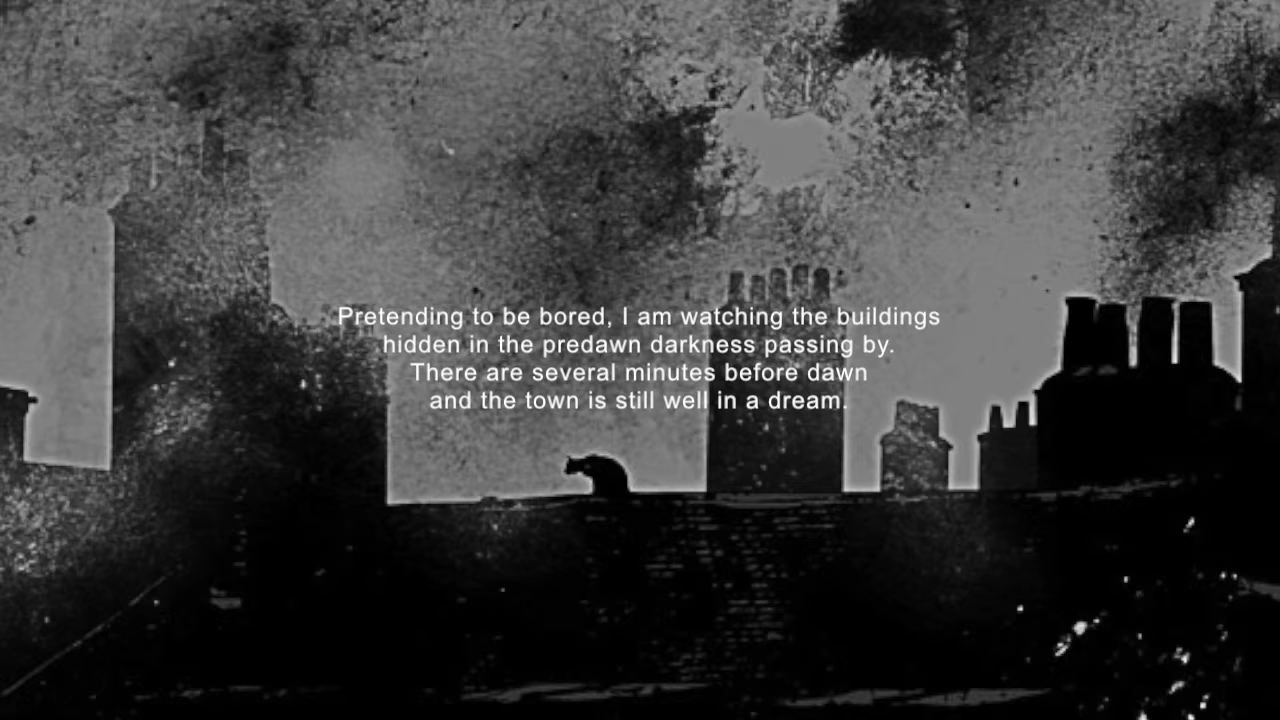 Pretending to be bored, I am watching the buildings
hidden in the predawn darkness passing by.
There are several minutes before dawn
and the town is still well in a dream.